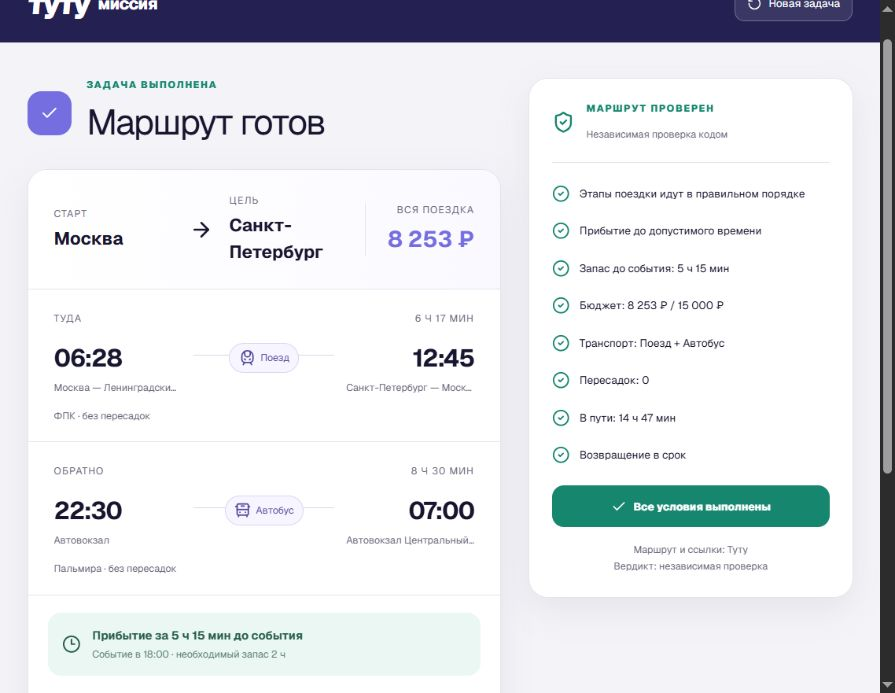 туту миссия
Новая задача
ЗАДАЧА ВЫПОЛНЕНА
Маршрут готов
СТАРТ
Москва
ЦЕЛЬ
Санкт-
Петербург
ВСЯ ПОЕЗДКА
8 253 ₽
ТУДА
6 Ч 17 МИН
06:28
Поезд
12:45
Москва — Ленинградски...
Санкт-Петербург — Моск...
ФПК · без пересадок
ОБРАТНО
8 Ч 30 МИН
22:30
Автобус
07:00
Автовокзал
Автовокзал Центральный...
Пальмира · без пересадок
Прибытие за 5 ч 15 мин до события
Событие в 18:00 · необходимый запас 2 ч
МАРШРУТ ПРОВЕРЕН
Независимая проверка кодом
Этапы поездки идут в правильном порядке
Прибытие до допустимого времени
Запас до события: 5 ч 15 мин
Бюджет: 8 253 ₽ / 15 000 ₽
Транспорт: Поезд + Автобус
Пересадок: 0
В пути: 14 ч 47 мин
Возвращение в срок
Все условия выполнены
Маршрут и ссылки: Туту
Вердикт: независимая проверка